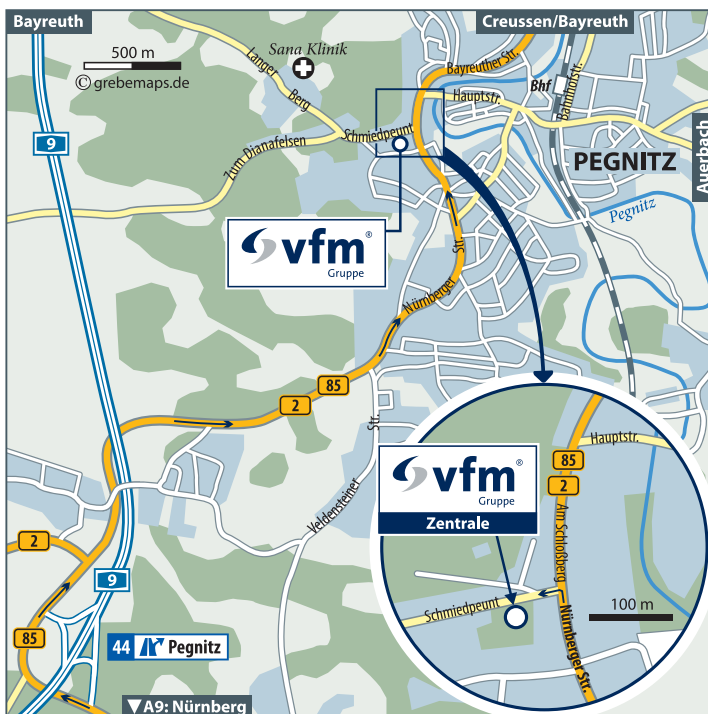 Bayreuth
Creussen/Bayreuth
500 m
© grebemaps.de
Sana Klinik
Langer Berg
Bayreuther Str.
Hauptstr.
Bhf
Bahnhofstr.
9
Schmiedpeunt
Zum Dianafelsen
PEGNITZ
Auerbach
Pegnitz
vfm®
Gruppe
Nürnberger Str.
85
2
Hauptstr.
85
2
vfm®
Gruppe
Zentrale
Str.
Veldensteiner
Am Schloßberg
2
9
Schmiedpeunt
100 m
Nürnberger Str.
85
44 Pegnitz
▼A9: Nürnberg